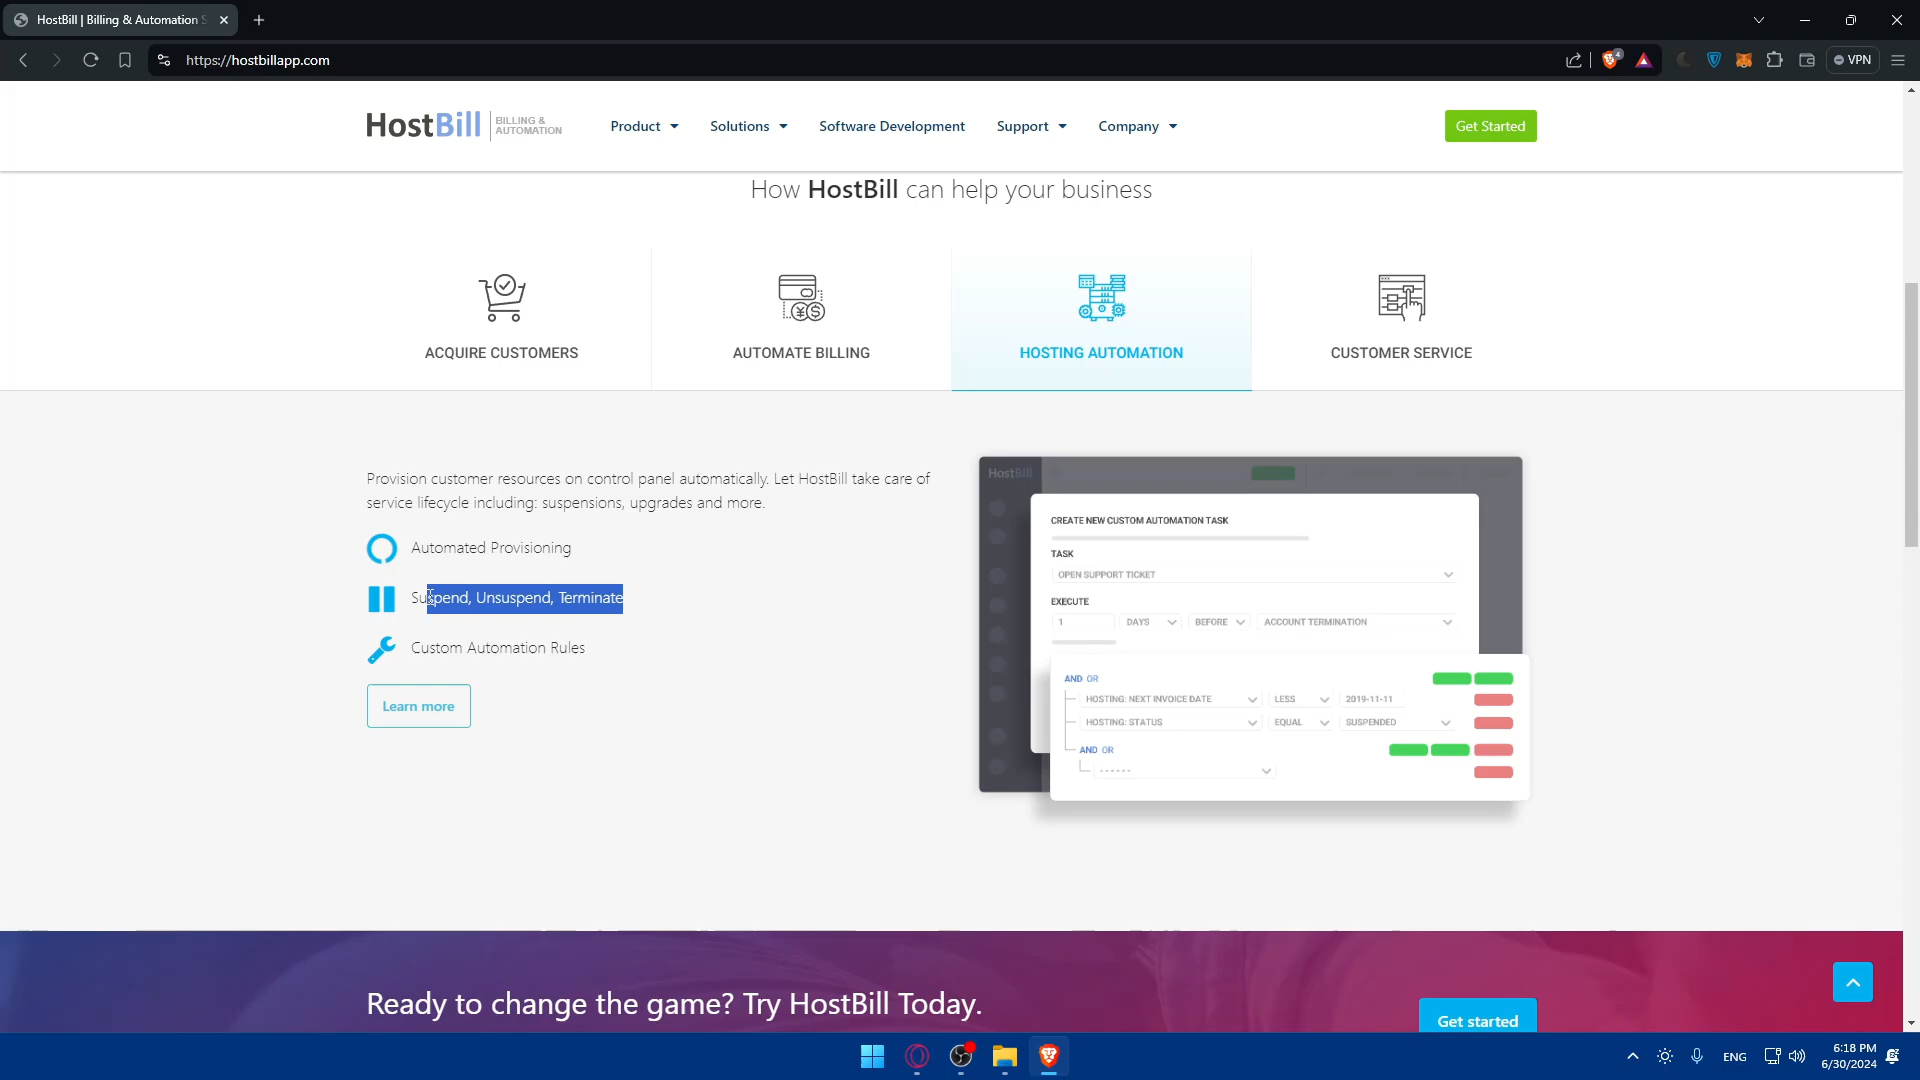 HostBill | Billing & Automation S
https://hostbillapp.com
4
VPN
HostBill BILLING & AUTOMATION
Product
Solutions
Software Development
Support
Company
Get Started
How HostBill can help your business
ACQUIRE CUSTOMERS
AUTOMATE BILLING
HOSTING AUTOMATION
CUSTOMER SERVICE
Provision customer resources on control panel automatically. Let HostBill take care of
service lifecycle including: suspensions, upgrades and more.
Automated Provisioning
Suspend, Unsuspend, Terminate
Custom Automation Rules
Learn more
HostBill
CREATE NEW CUSTOM AUTOMATION TASK
TASK
OPEN SUPPORT TICKET
EXECUTE
1 DAYS BEFORE ACCOUNT TERMINATION
AND OR
HOSTING: NEXT INVOICE DATE LESS 2019-11-11
HOSTING: STATUS EQUAL SUSPENDED
AND OR
------
Ready to change the game? Try HostBill Today.
Get started
ENG
6:18 PM
6/30/2024